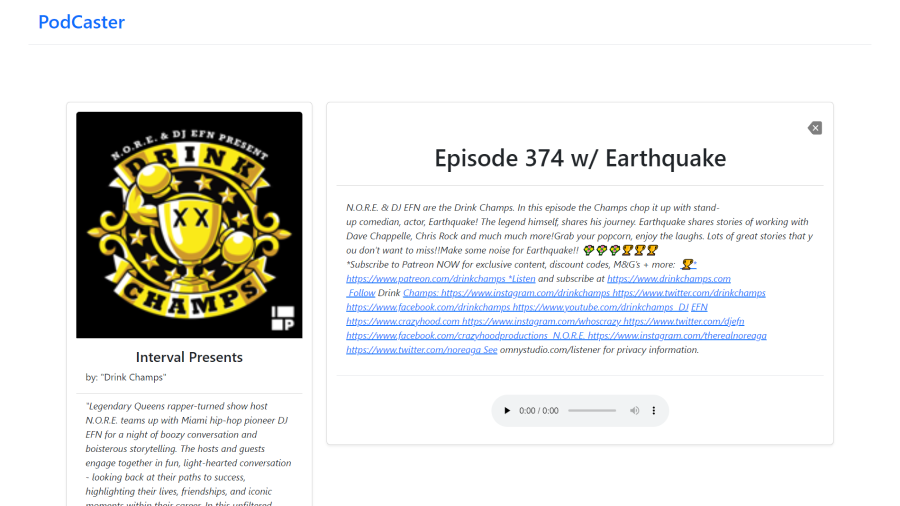 PodCaster
N.O.R.E. & DJ EFN PRESENT
DRINK
CHAMPS
P
Interval Presents
by: "Drink Champs"
"Legendary Queens rapper-turned show host
N.O.R.E. teams up with Miami hip-hop pioneer DJ
EFN for a night of boozy conversation and
boisterous storytelling. The hosts and guests
engage together in fun, light-hearted conversation
- looking back at their paths to success,
highlighting their lives, friendships, and iconic
moments within their career. In this unfiltered
Episode 374 w/ Earthquake
N.O.R.E. & DJ EFN are the Drink Champs. In this episode the Champs chop it up with stand-
up comedian, actor, Earthquake! The legend himself, shares his journey. Earthquake shares stories of working with
Dave Chappelle, Chris Rock and much much more!Grab your popcorn, enjoy the laughs. Lots of great stories that y
ou don't want to miss!!Make some noise for Earthquake!! 💐💐💐🏆🏆🏆
*Subscribe to Patreon NOW for exclusive content, discount codes, M&G's + more: 🏆*
https://www.patreon.com/drinkchamps *Listen and subscribe at https://www.drinkchamps.com
Follow Drink Champs: https://www.instagram.com/drinkchamps https://www.twitter.com/drinkchamps
https://www.facebook.com/drinkchamps https://www.youtube.com/drinkchamps DJ EFN
https://www.crazyhood.com https://www.instagram.com/whoscrazy https://www.twitter.com/djefn
https://www.facebook.com/crazyhoodproductions N.O.R.E. https://www.instagram.com/therealnoreaga
https://www.twitter.com/noreaga See omnystudio.com/listener for privacy information.
0:00 / 0:00